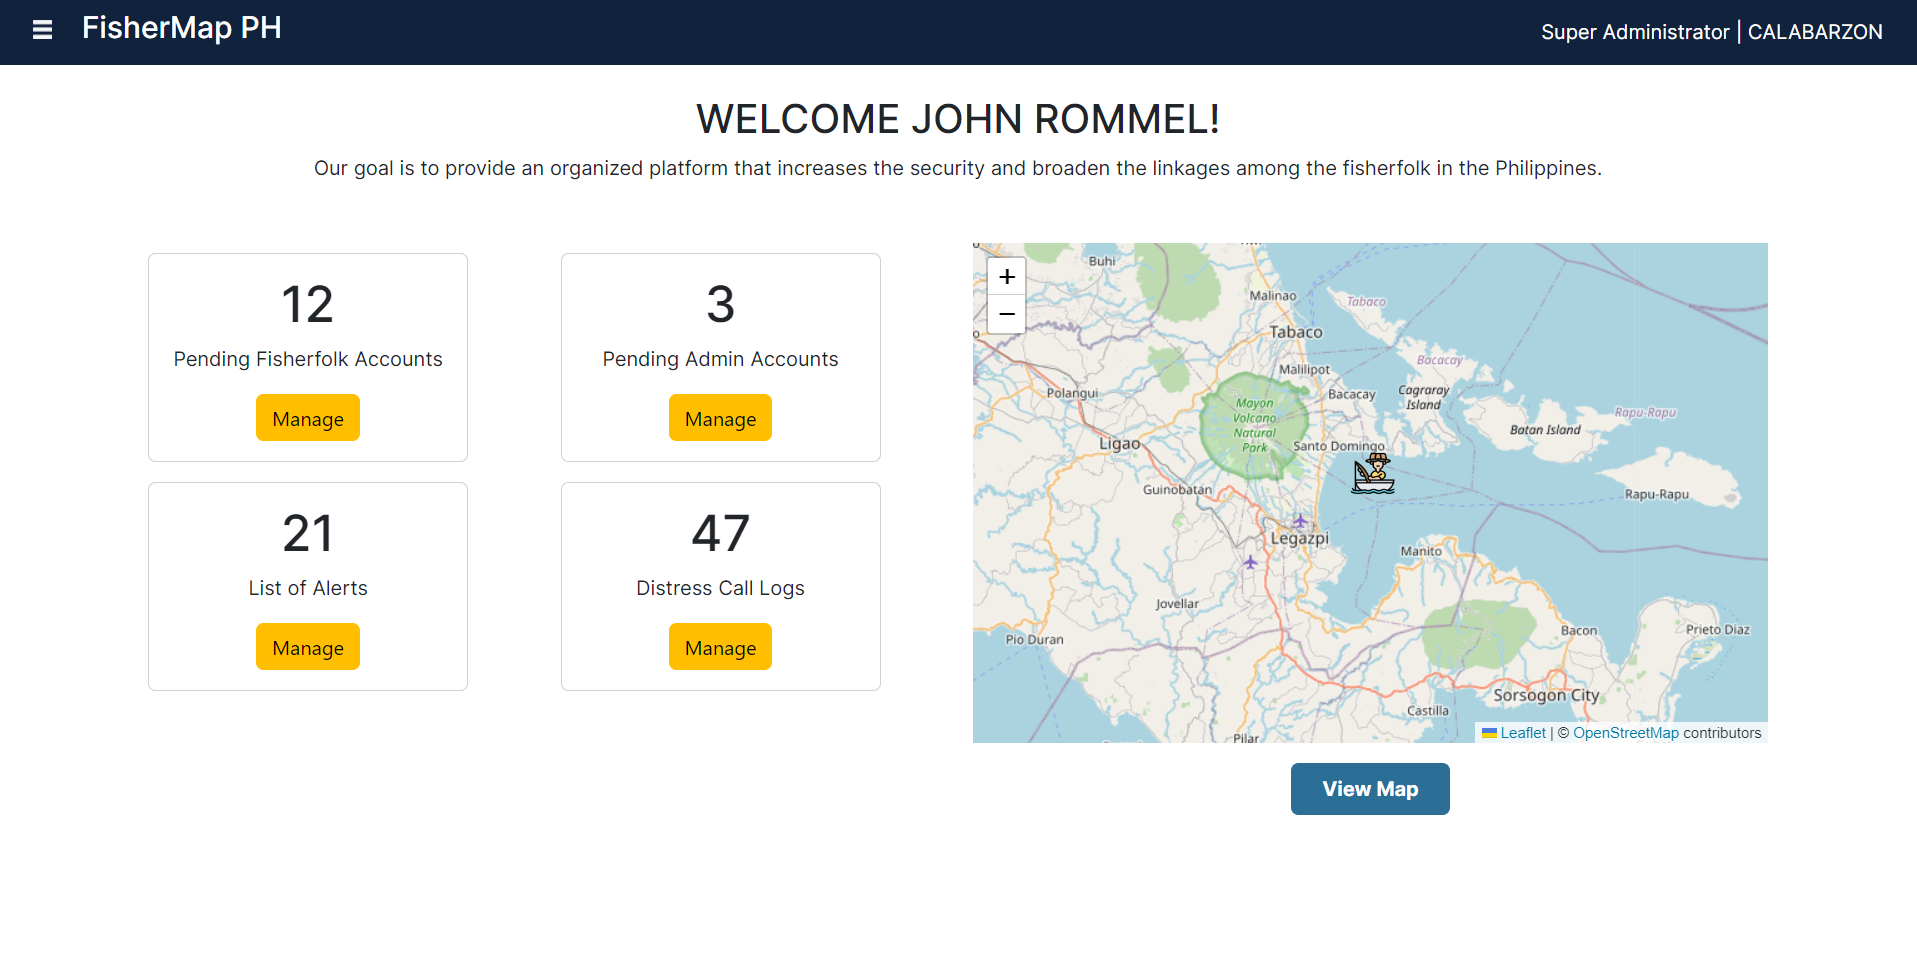 FisherMap PH
Super Administrator | CALABARZON
WELCOME JOHN ROMMEL!
Our goal is to provide an organized platform that increases the security and broaden the linkages among the fisherfolk in the Philippines.
12
Pending Fisherfolk Accounts
Manage
3
Pending Admin Accounts
Manage
21
List of Alerts
Manage
47
Distress Call Logs
Manage
+
−
Buhi
Malinao
Tabaco
Tabaco
Malilipot
Bacacay
Polangui
Mayon
Volcano
Natural
Park
Bacacay
Cagraray
Island
Rapu-Rapu
Batan Island
Ligao
Santo Domingo
Guinobatan
Rapu-Rapu
Legazpi
Manito
Jovellar
Pio Duran
Bacon
Prieto Diaz
Sorsogon City
Castilla
Pilar
Leaflet | © OpenStreetMap contributors
View Map